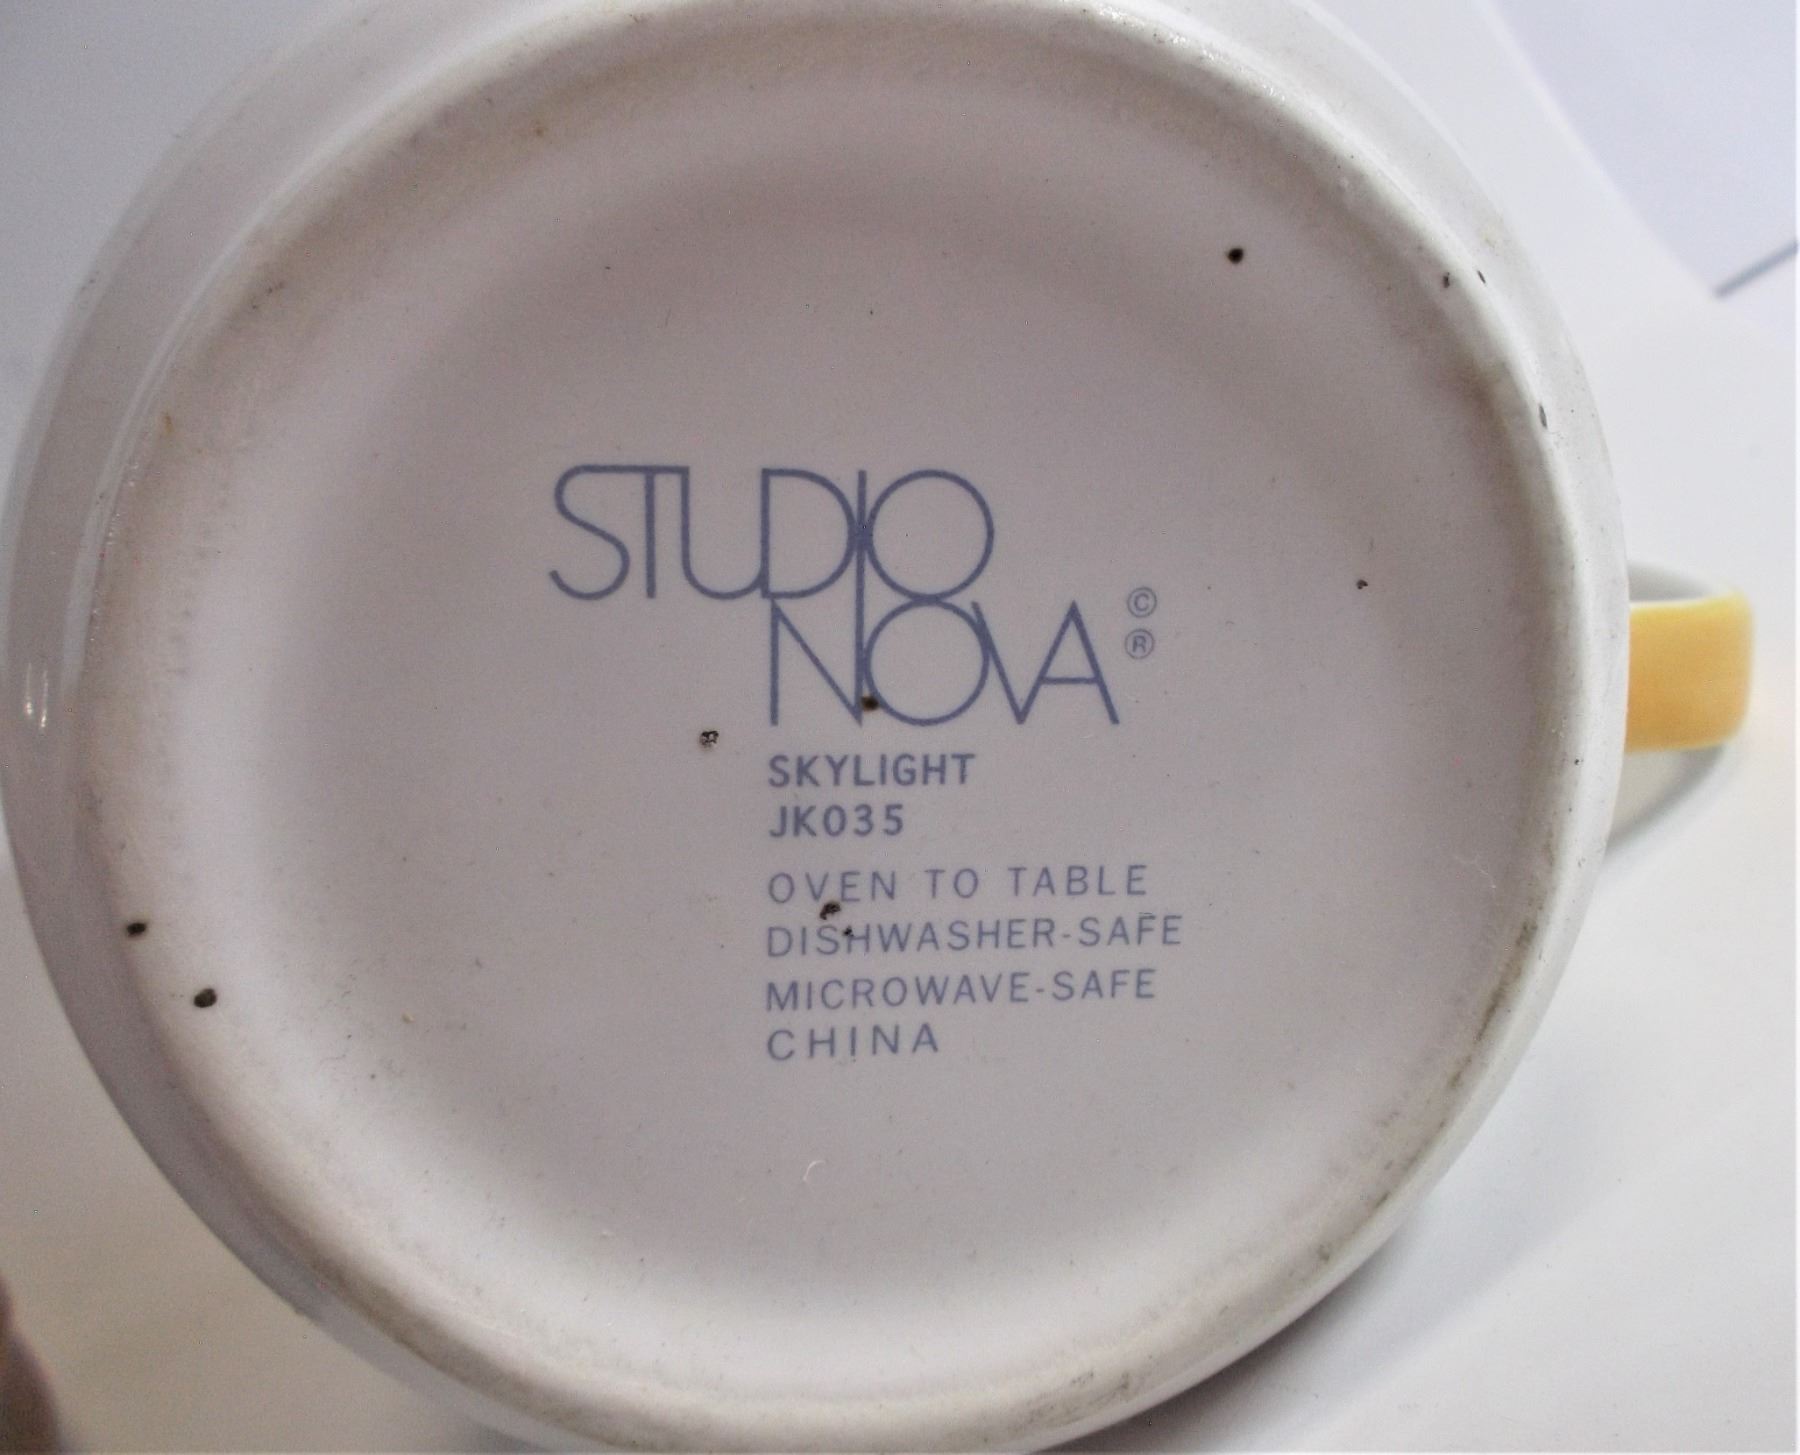 STUDIO
NOVA ©
®
SKYLIGHT
JK035
OVEN TO TABLE
DISHWASHER-SAFE
MICROWAVE-SAFE
CHINA